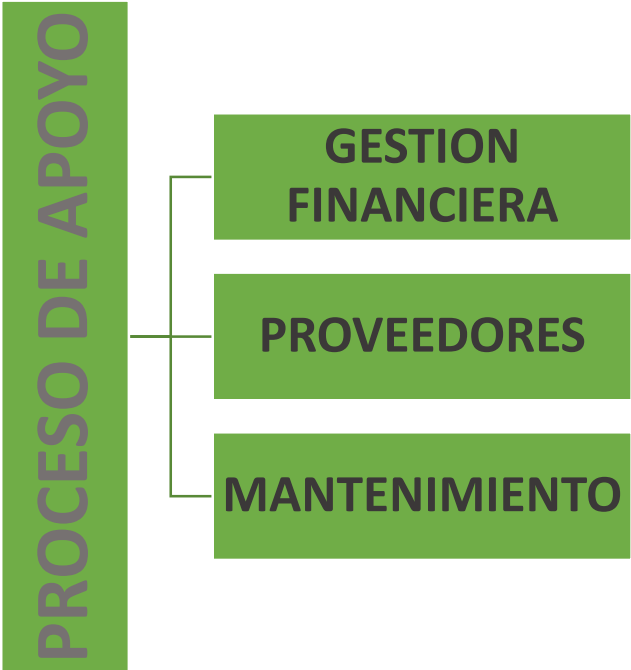 PROCESO DE APOYO
GESTION
FINANCIERA
PROVEEDORES
MANTENIMIENTO